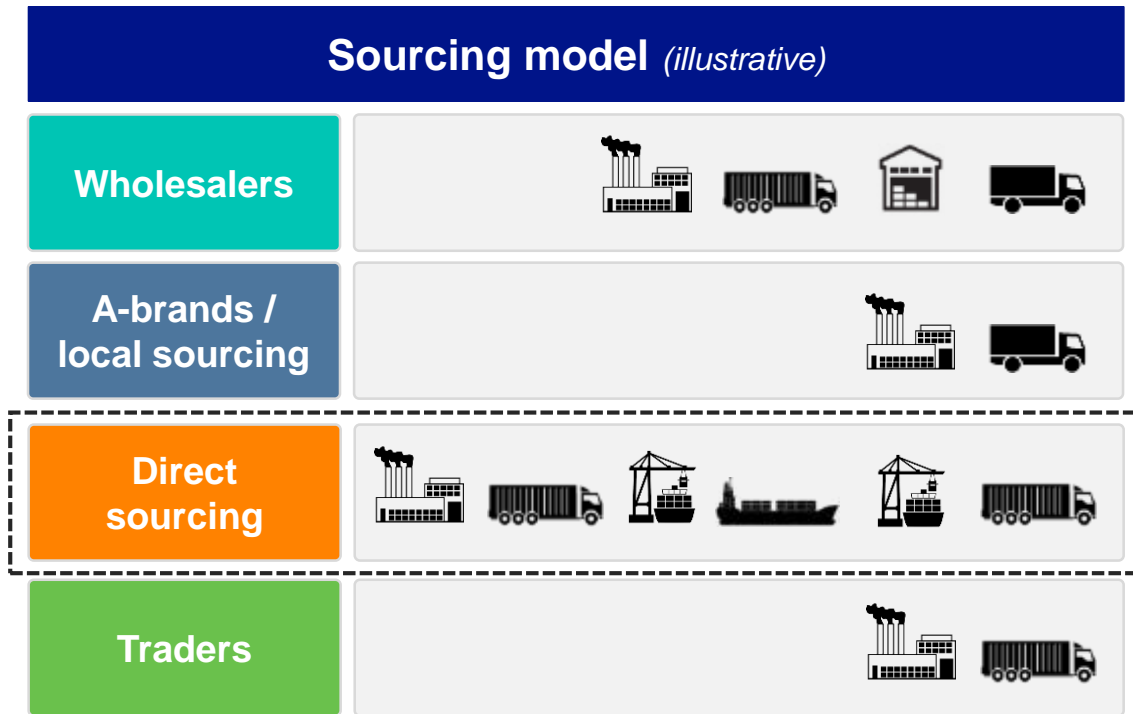 Sourcing model (illustrative)
Wholesalers
A-brands /
local sourcing
Direct
sourcing
Traders